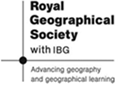 Royal
Geographical
Society
with IBG
Advancing geography
and geographical learning